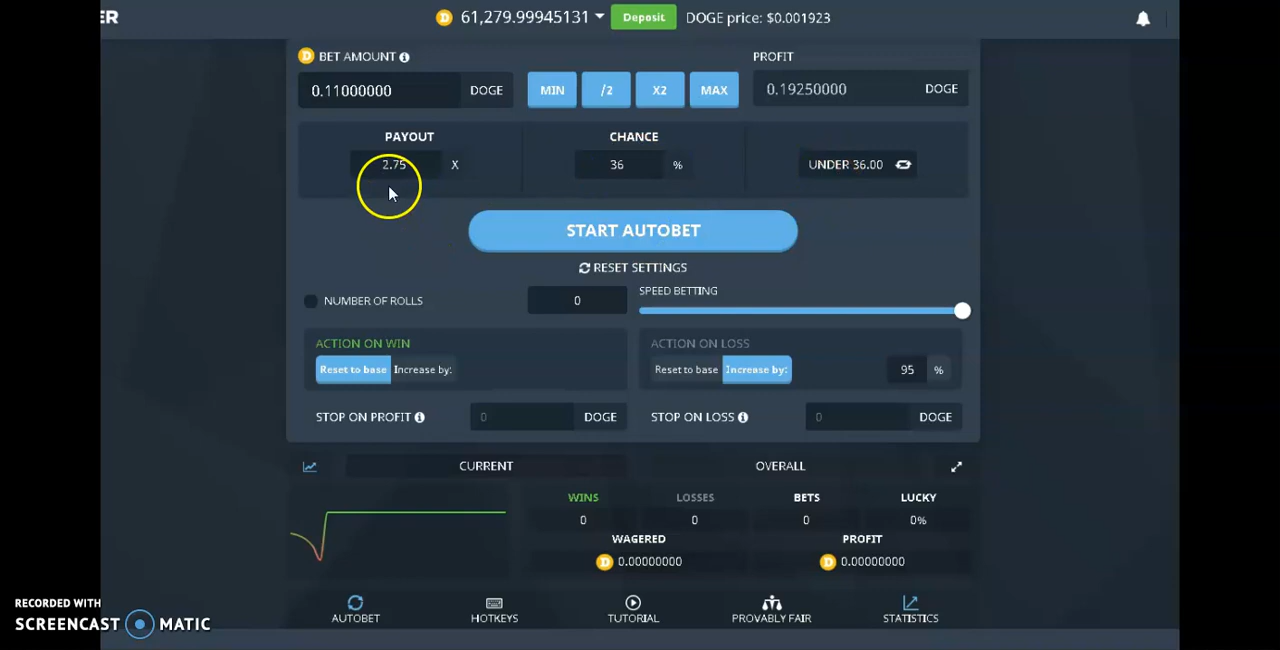 ER 61,279.99945131 Deposit DOGE price: $0.001923
BET AMOUNT PROFIT
0.11000000 DOGE MIN /2 X2 MAX 0.19250000 DOGE
PAYOUT CHANCE
2.75 X 36 % UNDER 36.00
START AUTOBET
RESET SETTINGS
NUMBER OF ROLLS 0 SPEED BETTING
ACTION ON WIN ACTION ON LOSS
Reset to base Increase by: Reset to base Increase by: 95 %
STOP ON PROFIT 0 DOGE STOP ON LOSS 0 DOGE
CURRENT OVERALL
WINS LOSSES BETS LUCKY
0 0 0 0%
WAGERED PROFIT
0.00000000 0.00000000
AUTOBET HOTKEYS TUTORIAL PROVABLY FAIR STATISTICS
RECORDED WITH
SCREENCAST MATIC